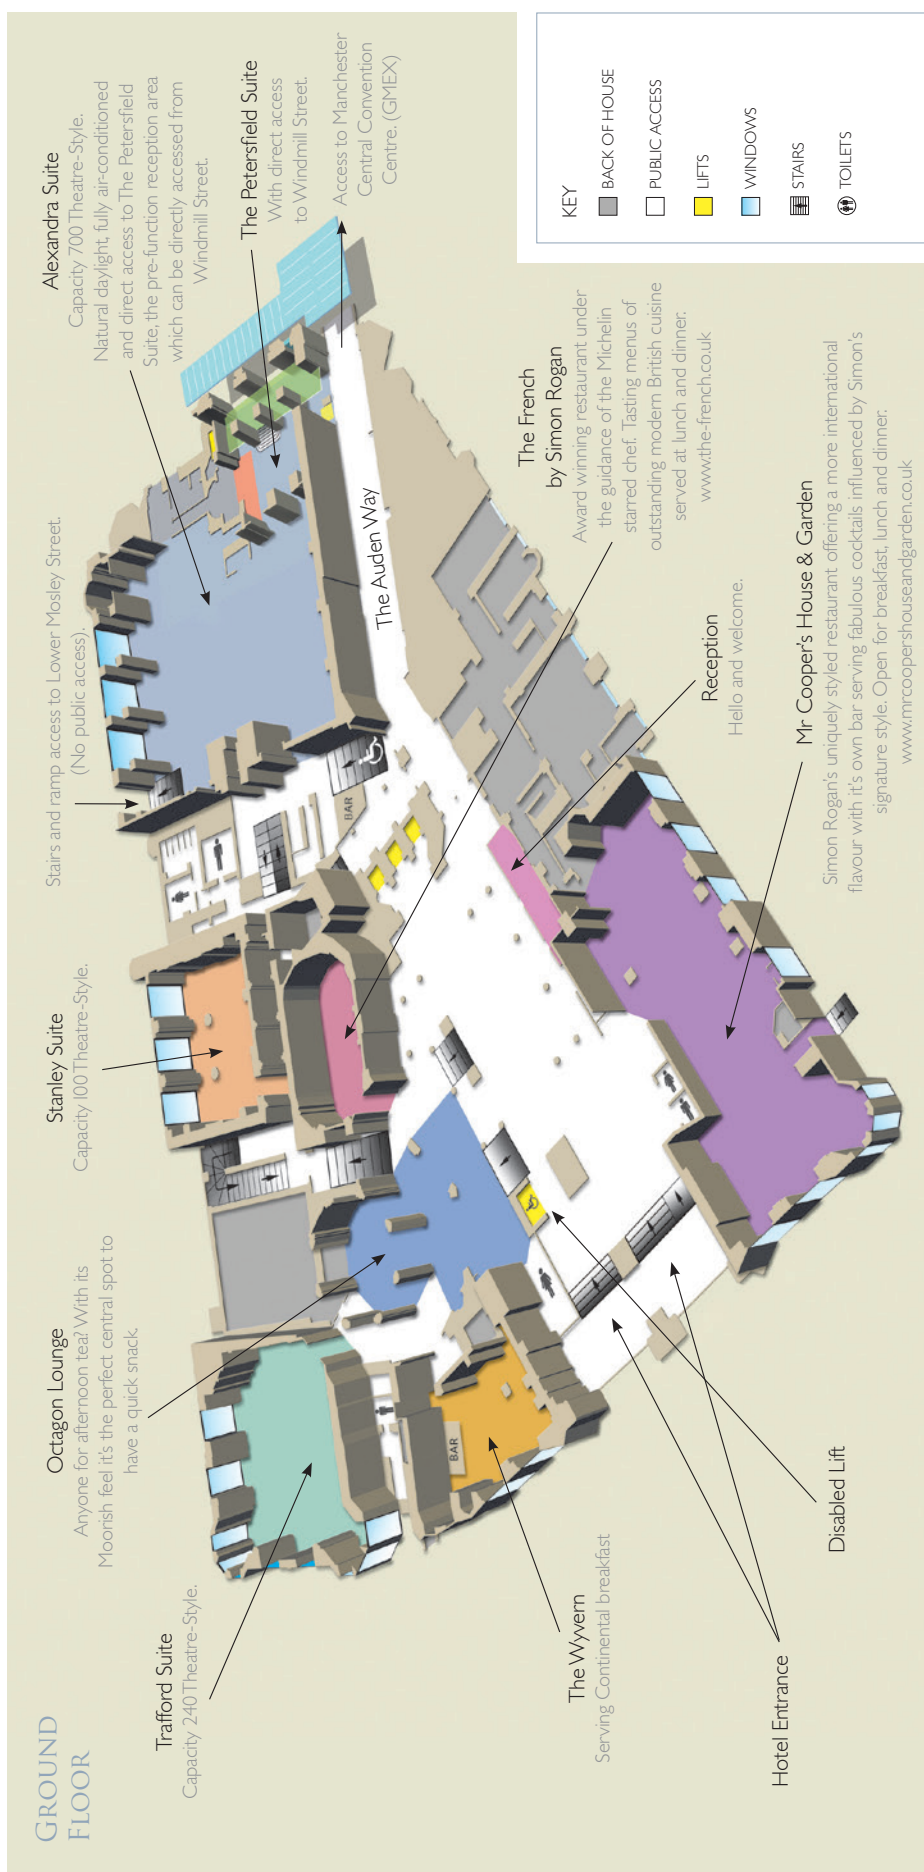 GROUND
FLOOR
Trafford Suite
Capacity 240 Theatre-Style.
Octagon Lounge
Anyone for afternoon tea? With its
Moorish feel it's the perfect central spot to
have a quick snack.
Stanley Suite
Capacity 100 Theatre-Style.
Stairs and ramp access to Lower Mosley Street.
(No public access).
Alexandra Suite
Capacity 700 Theatre-Style.
Natural daylight, fully air-conditioned
and direct access to The Petersfield
Suite, the pre-function reception area
which can be directly accessed from
Windmill Street.
The Petersfield Suite
With direct access
to Windmill Street.
Access to Manchester
Central Convention
Centre. (GMEX)
The Auden Way
BAR
BAR
The Wyvern
Serving Continental breakfast
Hotel Entrance
Disabled Lift
The French
by Simon Rogan
Award winning restaurant under
the guidance of the Michelin
starred chef. Tasting menus of
outstanding modern British cuisine
served at lunch and dinner.
www.the-french.co.uk
Reception
Hello and welcome.
Mr Cooper's House & Garden
Simon Rogan's uniquely styled restaurant offering a more international
flavour with it's own bar serving fabulous cocktails influenced by Simon's
signature style. Open for breakfast, lunch and dinner.
www.mrcoopershouseandgarden.co.uk
KEY
BACK OF HOUSE
PUBLIC ACCESS
LIFTS
WINDOWS
STAIRS
TOILETS